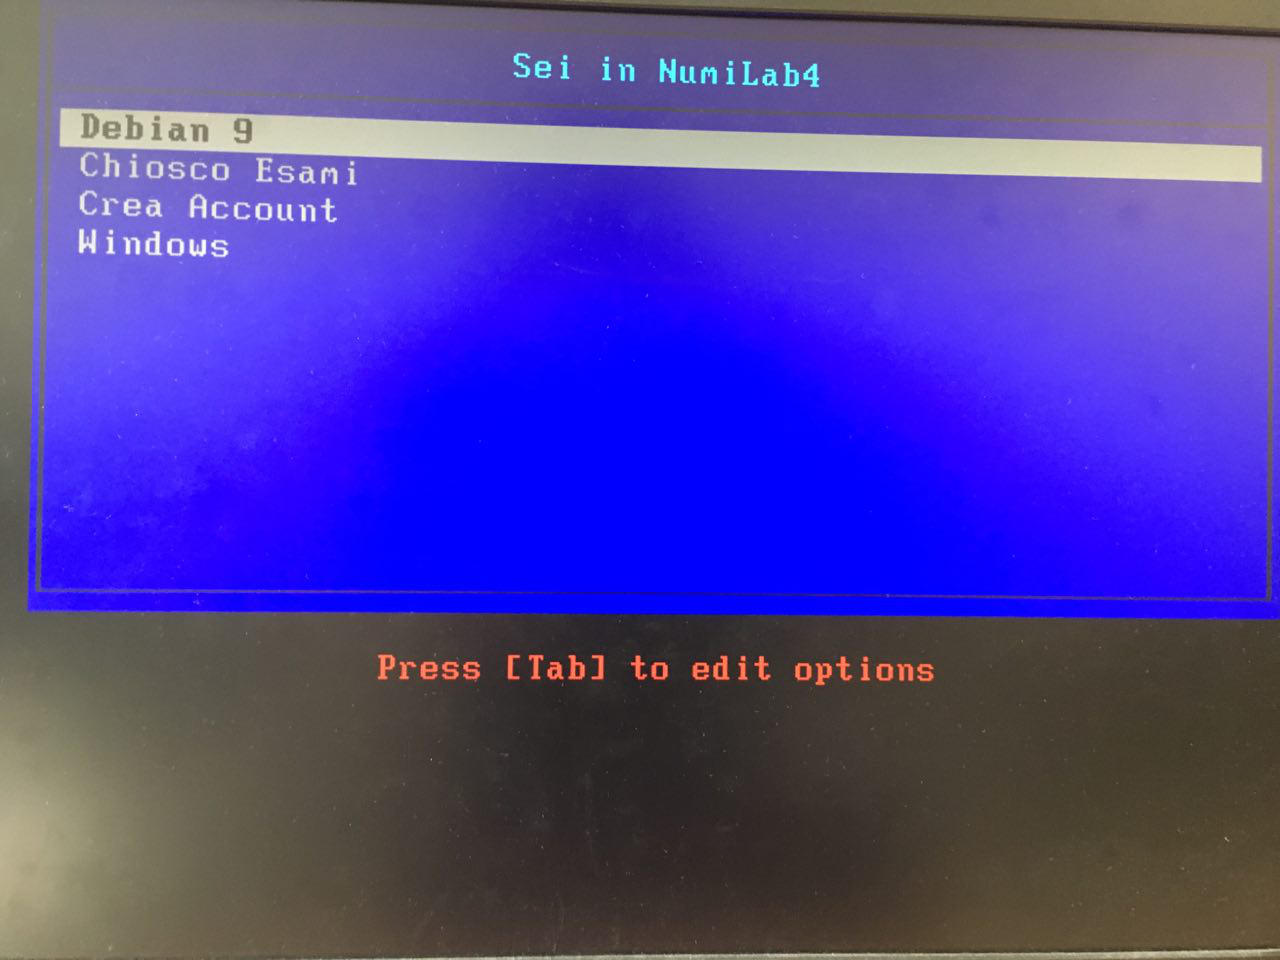 Sei in NumiLab4
Debian 9
Chiosco Esami
Crea Account
Windows
Press [Tab] to edit options